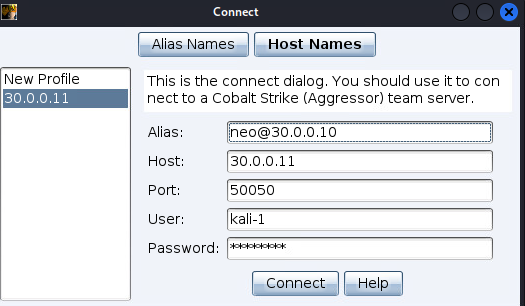 Connect
Alias Names
Host Names
New Profile
30.0.0.11
This is the connect dialog. You should use it to con
nect to a Cobalt Strike (Aggressor) team server.
Alias: neo@30.0.0.10
Host: 30.0.0.11
Port: 50050
User: kali-1
Password: ********
Connect
Help